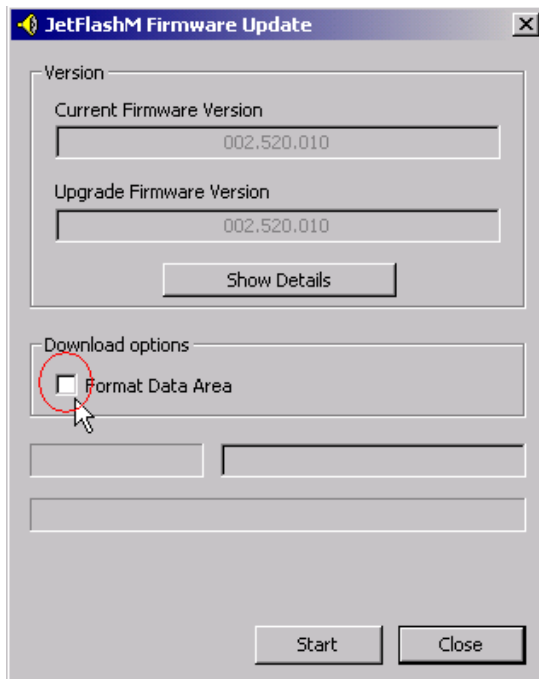 JetFlashM Firmware Update
Version
Current Firmware Version
002.520.010
Upgrade Firmware Version
002.520.010
Show Details
Download options
Format Data Area
Start Close